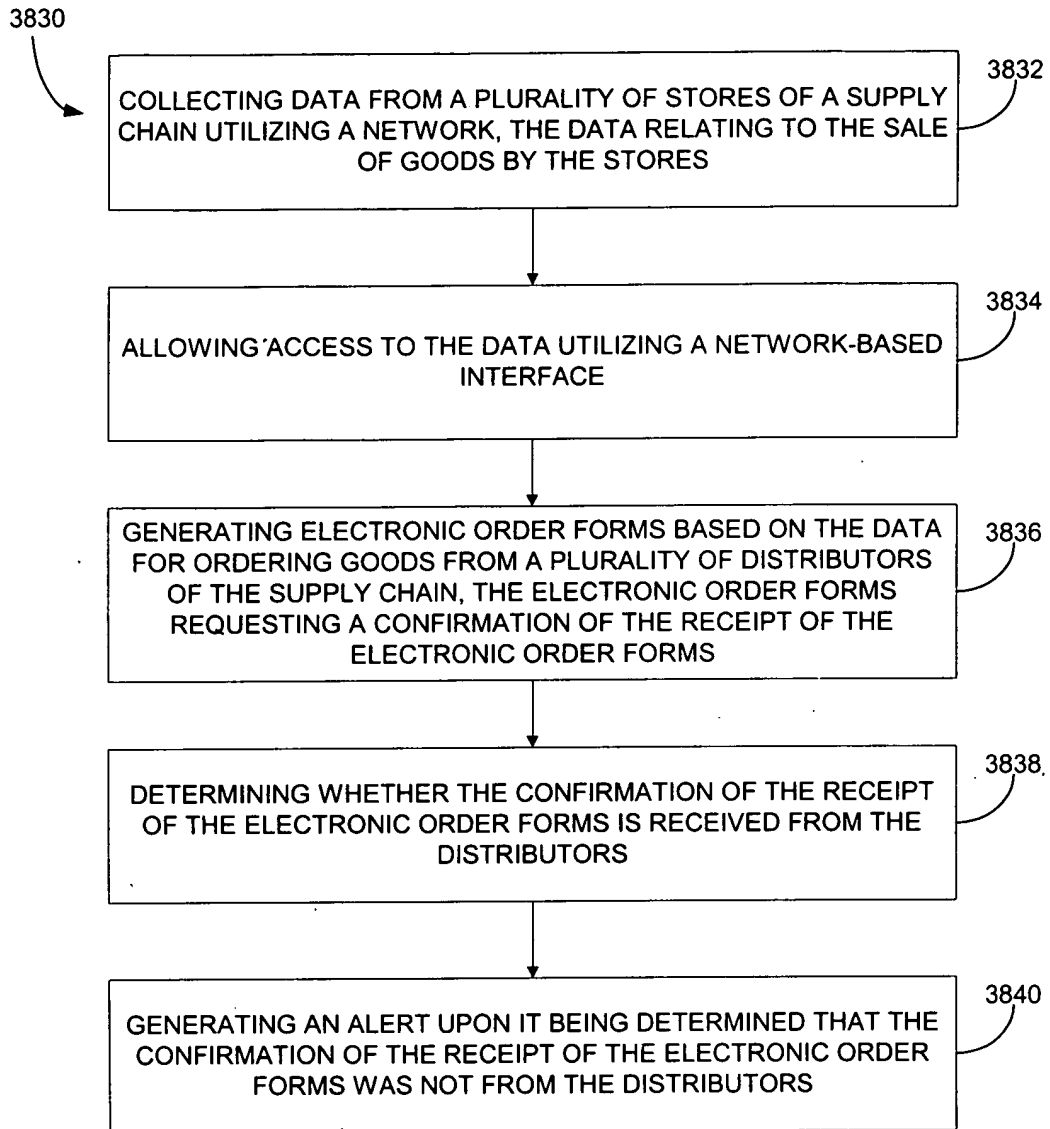 3830
3832
COLLECTING DATA FROM A PLURALITY OF STORES OF A SUPPLY
CHAIN UTILIZING A NETWORK, THE DATA RELATING TO THE SALE
OF GOODS BY THE STORES
3834
ALLOWING ACCESS TO THE DATA UTILIZING A NETWORK-BASED
INTERFACE
3836
GENERATING ELECTRONIC ORDER FORMS BASED ON THE DATA
FOR ORDERING GOODS FROM A PLURALITY OF DISTRIBUTORS
OF THE SUPPLY CHAIN, THE ELECTRONIC ORDER FORMS
REQUESTING A CONFIRMATION OF THE RECEIPT OF THE
ELECTRONIC ORDER FORMS
3838
DETERMINING WHETHER THE CONFIRMATION OF THE RECEIPT
OF THE ELECTRONIC ORDER FORMS IS RECEIVED FROM THE
DISTRIBUTORS
3840
GENERATING AN ALERT UPON IT BEING DETERMINED THAT THE
CONFIRMATION OF THE RECEIPT OF THE ELECTRONIC ORDER
FORMS WAS NOT FROM THE DISTRIBUTORS